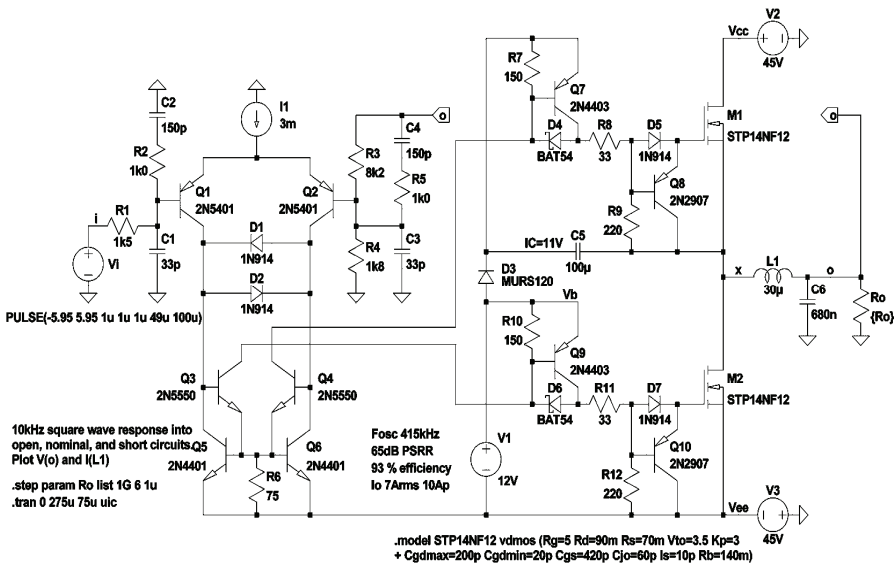 V2
Vcc
45V
R7
150
Q7
2N4403
I1
3m
C2
150p
o
C4
150p
M1
STP14NF12
o
D4
BAT54
R8
33
D5
1N914
R2
1k0
R3
8k2
R5
1k0
Q1
2N5401
Q2
2N5401
Q8
2N2907
i
R1
1k5
R9
220
Vi
C1
33p
D1
1N914
R4
1k8
C3
33p
IC=11V
C5
100µ
D3
MURS120
x
L1
30µ
o
D2
1N914
Vb
C6
680n
Ro
{Ro}
PULSE(-5.95 5.95 1u 1u 1u 49u 100u)
R10
150
Q9
2N4403
Q3
2N5550
Q4
2N5550
M2
STP14NF12
D6
BAT54
R11
33
D7
1N914
10kHz square wave response into
open, nominal, and short circuits.
Plot V(o) and I(L1)
Q5
2N4401
Q6
2N4401
Fosc 415kHz
65dB PSRR
93 % efficiency
Io 7Arms 10Ap
V1
12V
Q10
2N2907
R6
75
R12
220
.step param Ro list 1G 6 1u
.tran 0 275u 75u uic
Vee
V3
45V
.model STP14NF12 vdmos (Rg=5 Rd=90m Rs=70m Vto=3.5 Kp=3
+ Cgdmax=200p Cgdmin=20p Cgs=420p Cjo=60p Is=10p Rb=140m)